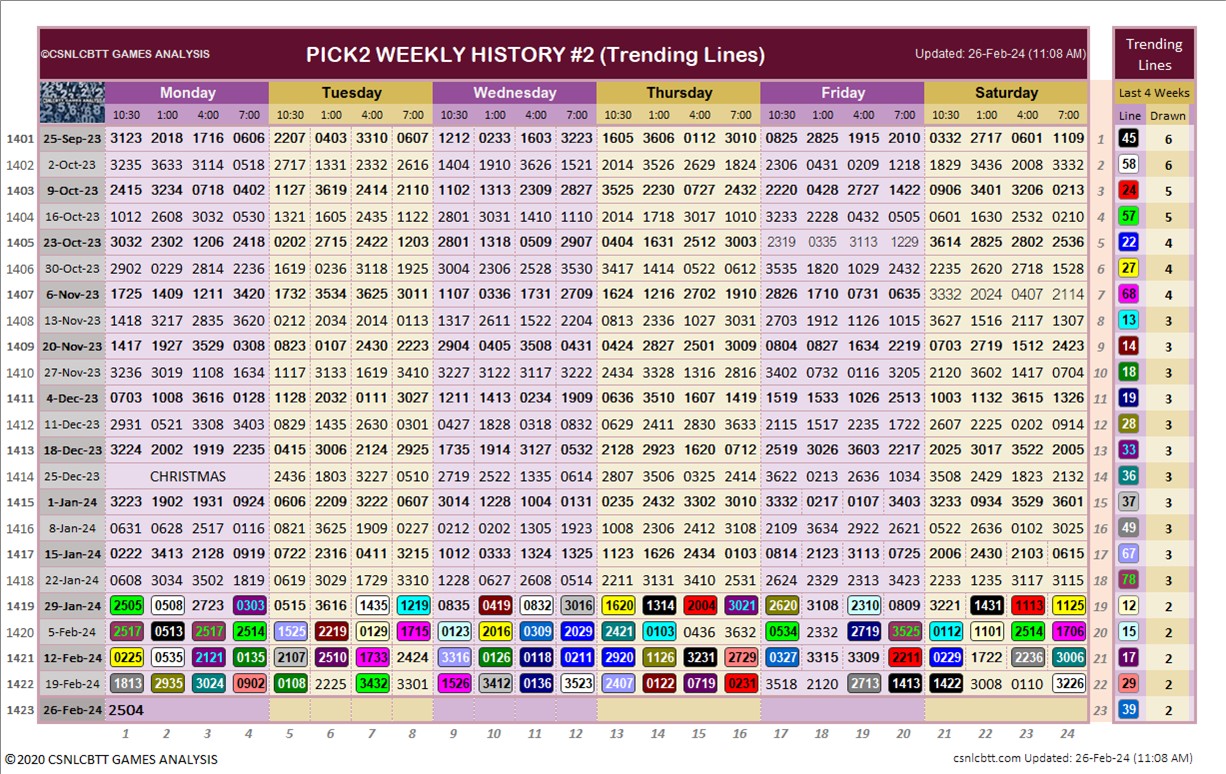 ©CSNLCBTT GAMES ANALYSIS PICK2 WEEKLY HISTORY #2 (Trending Lines) Updated: 26-Feb-24 (11:08 AM) Trending Lines
Monday Tuesday Wednesday Thursday Friday Saturday Last 4 Weeks
10:30 1:00 4:00 7:00 10:30 1:00 4:00 7:00 10:30 1:00 4:00 7:00 10:30 1:00 4:00 7:00 10:30 1:00 4:00 7:00 10:30 1:00 4:00 7:00 Line Drawn
1401 25-Sep-23 3123 2018 1716 0606 2207 0403 3310 0607 1212 0233 1603 3223 1605 3606 0112 3010 0825 2825 1915 2010 0332 2717 0601 1109 1 45 6
1402 2-Oct-23 3235 3633 3114 0518 2717 1331 2332 2616 1404 1910 3626 1521 2014 3526 2629 1824 2306 0431 0209 1218 1829 3436 2008 3332 2 58 6
1403 9-Oct-23 2415 3234 0718 0402 1127 3619 2414 2110 1102 1313 2309 2827 3525 2230 0727 2432 2220 0428 2727 1422 0906 3401 3206 0213 3 24 5
1404 16-Oct-23 1012 2608 3032 0530 1321 1605 2435 1122 2801 3031 1410 1110 2014 1718 3017 1010 3233 2228 0432 0505 0601 1630 2532 0210 4 57 5
1405 23-Oct-23 3032 2302 1206 2418 0202 2715 2422 1203 2801 1318 0509 2907 0404 1631 2512 3003 2319 0335 3113 1229 3614 2825 2802 2536 5 22 4
1406 30-Oct-23 2902 0229 2814 2236 1619 0236 3118 1925 3004 2306 2528 3530 3417 1414 0522 0612 3535 1820 1029 2432 2235 2620 2718 1528 6 27 4
1407 6-Nov-23 1725 1409 1211 3420 1732 3534 3625 3011 1107 0336 1731 2709 1624 1216 2702 1910 2826 1710 0731 0635 3332 2024 0407 2114 7 68 4
1408 13-Nov-23 1418 3217 2835 3620 0212 2034 2014 0113 1317 2611 1522 2204 0813 2336 1027 3031 2703 1912 1126 1015 3627 1516 2117 1307 8 13 3
1409 20-Nov-23 1417 1927 3529 0308 0823 0107 2430 2223 2904 0405 3508 0431 0424 2827 2501 3009 0804 0827 1634 2219 0703 2719 1512 2423 9 14 3
1410 27-Nov-23 3236 3019 1108 1634 1117 3133 1619 3410 3227 3122 3117 3222 2434 3328 1316 2816 3402 0732 0116 3205 2120 3602 1417 0704 10 18 3
1411 4-Dec-23 0703 1008 3616 0128 1128 2032 0111 3027 1211 1413 0234 1909 0636 3510 1607 1419 1519 1533 1026 2513 1003 1132 3615 1326 11 19 3
1412 11-Dec-23 2931 0521 3308 3403 0829 1435 2630 0301 0427 1828 0318 0832 0629 2411 2830 3633 2115 1517 2235 1722 2607 2225 0202 0914 12 28 3
1413 18-Dec-23 3224 2002 1919 2235 0415 3006 2124 2923 1735 1914 3127 0532 2128 2923 1620 0712 2519 3026 3603 2217 2025 3017 3522 2005 13 33 3
1414 25-Dec-23 CHRISTMAS 2436 1803 3227 0513 2719 2522 1335 0614 2807 3506 0325 2414 3622 0213 2636 1034 3508 2429 1823 2132 14 36 3
1415 1-Jan-24 3223 1902 1931 0924 0606 2209 3222 0607 3014 1228 1004 0131 0235 2432 3302 3010 3332 0217 0107 3403 3233 0934 3529 3601 15 37 3
1416 8-Jan-24 0631 0628 2517 0116 0821 3625 1909 0227 0212 0202 1305 1923 1008 2306 2412 3108 2109 3634 2922 2621 0522 2636 0102 3025 16 49 3
1417 15-Jan-24 0222 3413 2128 0919 0722 2316 0411 3215 1012 0333 1324 1325 1123 1626 2434 0103 0814 2123 3113 0725 2006 2430 2103 0615 17 67 3
1418 22-Jan-24 0608 3034 3502 1819 0619 3029 1729 3310 1228 0627 2608 0514 2211 3131 3410 2531 2624 2329 2313 3423 2233 1235 3117 3115 18 78 3
1419 29-Jan-24 2505 0508 2723 0303 0515 3616 1435 1219 0835 0419 0832 3016 1620 1314 2004 3021 2620 3108 2310 0809 3221 1431 1113 1125 19 12 2
1420 5-Feb-24 2517 0513 2517 2514 1525 2219 0129 1715 0123 2016 0309 2029 2421 0103 0436 3632 0534 2332 2719 3525 0112 1101 2514 1706 20 15 2
1421 12-Feb-24 0225 0535 2121 0135 2107 2510 1733 2424 3316 0126 0118 0211 2920 1126 3231 2729 0327 3315 3309 2211 0229 1722 2236 3006 21 17 2
1422 19-Feb-24 1813 2935 3024 0902 0108 2225 3432 3301 1526 3412 0136 3523 2407 0122 0719 0231 3518 2120 2713 1413 1422 3008 0110 3226 22 29 2
1423 26-Feb-24 2504 23 39 2
1 2 3 4 5 6 7 8 9 10 11 12 13 14 15 16 17 18 19 20 21 22 23 24
©2020 CSNLCBTT GAMES ANALYSIS csnlcbtt.com Updated: 26-Feb-24 (11:08 AM)